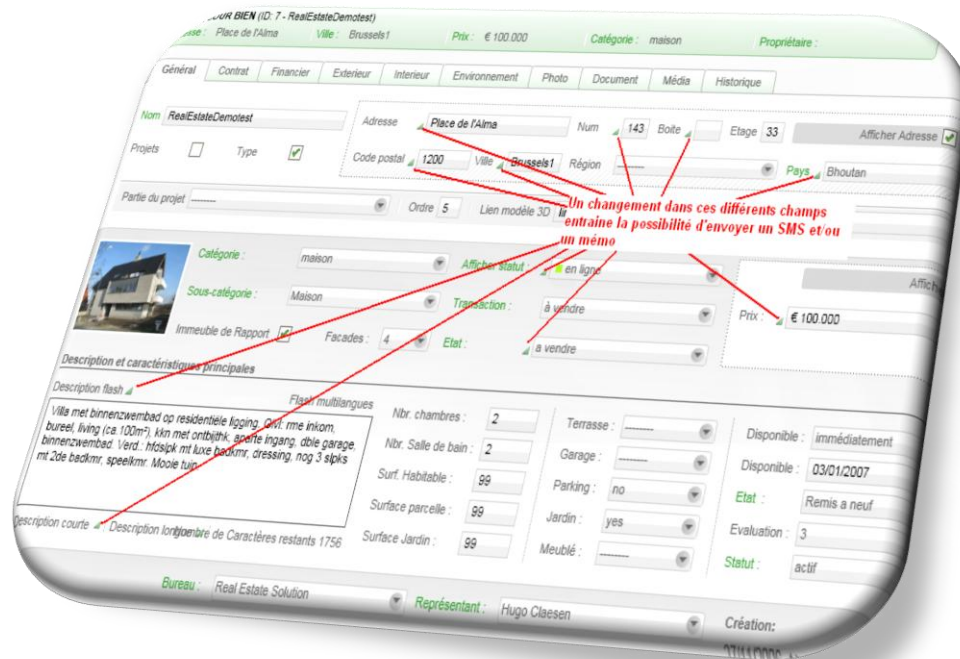 OUR BIEN (ID: 7 - RealEstateDemotest)
Place de l'Alma Ville : Brussels1 Prix : € 100.000 Catégorie : maison Propriétaire :
Général Contrat Financier Exterieur Interieur Environnement Photo Document Média Historique
Nom RealEstateDemotest Adresse Place de l'Alma Num 143 Boite Etage 33 Afficher Adresse
Projets Type Code postal 1200 Ville Brussels1 Région -------- Pays Bhoutan
Partie du projet -------- Ordre 5 Lien modèle 3D
Un changement dans ces différents champs
entraine la possibilité d'envoyer un SMS et/ou
un mémo
Catégorie : maison Afficher statut : en ligne
Sous-catégorie : Maison Transaction : à vendre Prix : € 100.000
Immeuble de Rapport Facades : 4 Etat : a vendre
Description et caractéristiques principales
Description flash Flash multilangues
Villa met binnenzwembad op residentiële ligging, Glvl: rme inkom,
bureel, living (ca 100m²), kkn met ontbijthk, aparte ingang, dble garage,
binnenzwembad. Verd.: hfdslpk mt luxe badkmr, dressing, nog 3 slpks
mt 2de badkmr, speelkmr. Mooie tuin
Description courte Description longue Nombre de Caractères restants 1756
Nbr. chambres : 2
Nbr. Salle de bain : 2
Surf. Habitable : 99
Surface parcelle : 99
Surface Jardin : 99
Terrasse : --------
Garage : --------
Parking : no
Jardin : yes
Meublé : --------
Disponible : immédiatement
Disponible : 03/01/2007
Etat : Remis a neuf
Evaluation : 3
Statut : actif
Bureau : Real Estate Solution Représentant : Hugo Claesen Création: